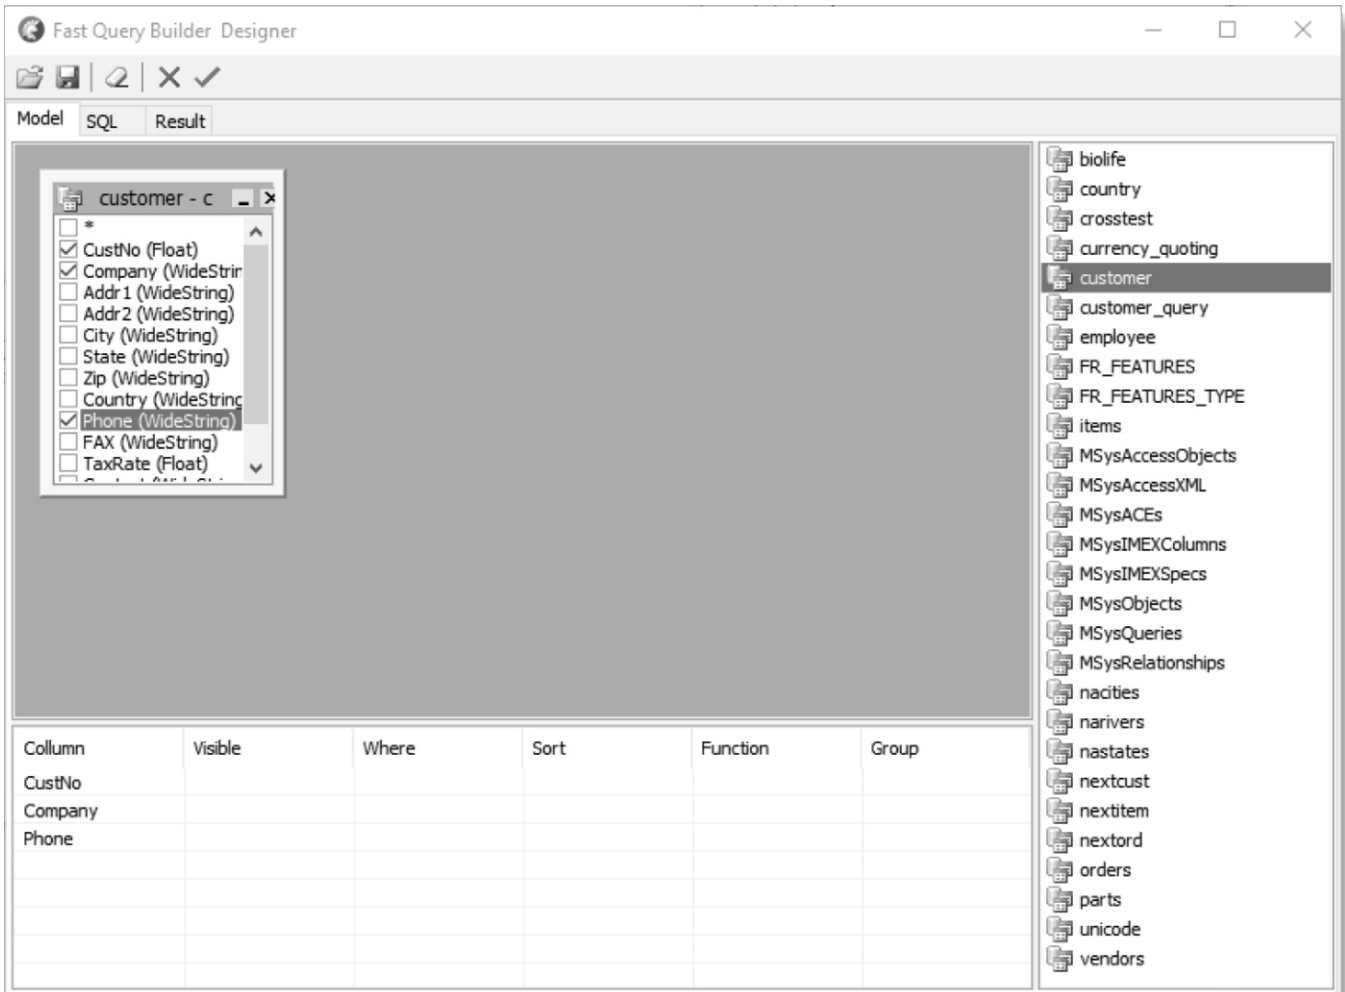 Fast Query Builder Designer
Model SQL Result
customer - c
*
CustNo (Float)
Company (WideStrin
Addr1 (WideString)
Addr2 (WideString)
City (WideString)
State (WideString)
Zip (WideString)
Country (WideString
Phone (WideString)
FAX (WideString)
TaxRate (Float)
biolife
country
crosstest
currency_quoting
customer
customer_query
employee
FR_FEATURES
FR_FEATURES_TYPE
items
MSysAccessObjects
MSysAccessXML
MSysACEs
MSysIMEXColumns
MSysIMEXSpecs
MSysObjects
MSysQueries
MSysRelationships
nacities
narivers
nastates
nextcust
nextitem
nextord
orders
parts
unicode
vendors
Collumn Visible Where Sort Function Group
CustNo
Company
Phone